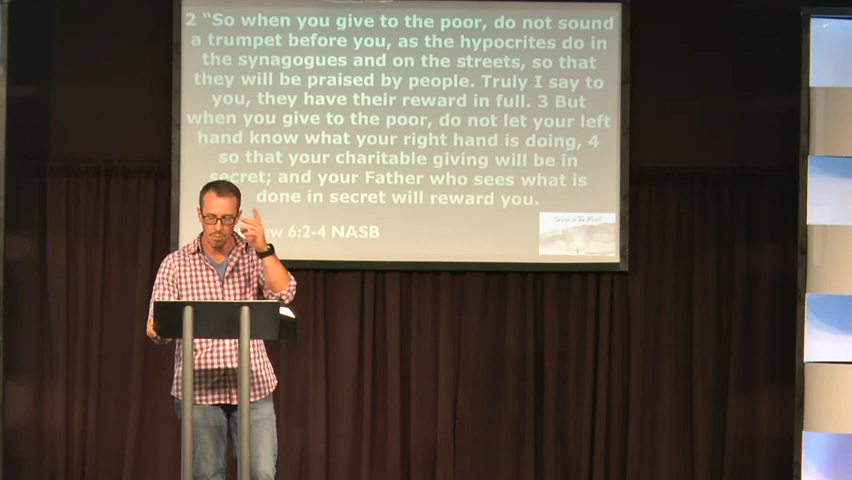 2 “So when you give to the poor, do not sound
a trumpet before you, as the hypocrites do in
the synagogues and on the streets, so that
they will be praised by people. Truly I say to
you, they have their reward in full. 3 But
when you give to the poor, do not let your left
hand know what your right hand is doing, 4
so that your charitable giving will be in
secret; and your Father who sees what is
done in secret will reward you.
6:2-4 NASB
Sermon on the Mount